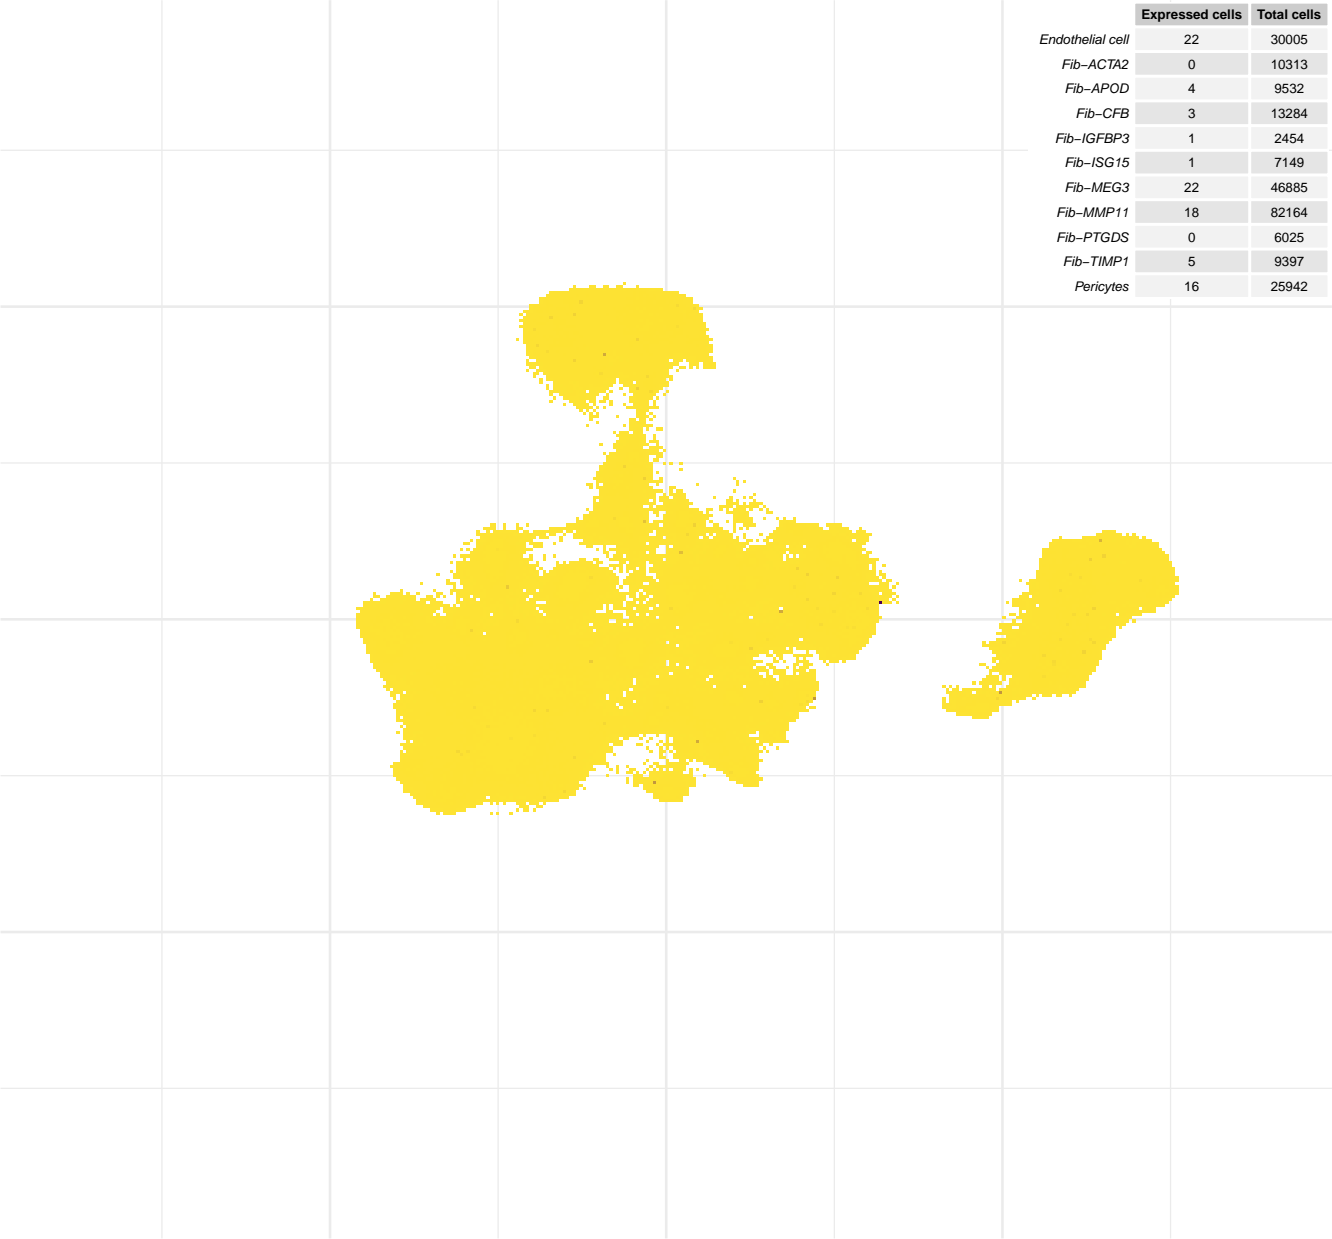 Expressed cells Total cells
Endothelial cell 22 30005
Fib−ACTA2 0 10313
Fib−APOD 4 9532
Fib−CFB 3 13284
Fib−IGFBP3 1 2454
Fib−ISG15 1 7149
Fib−MEG3 22 46885
Fib−MMP11 18 82164
Fib−PTGDS 0 6025
Fib−TIMP1 5 9397
Pericytes 16 25942